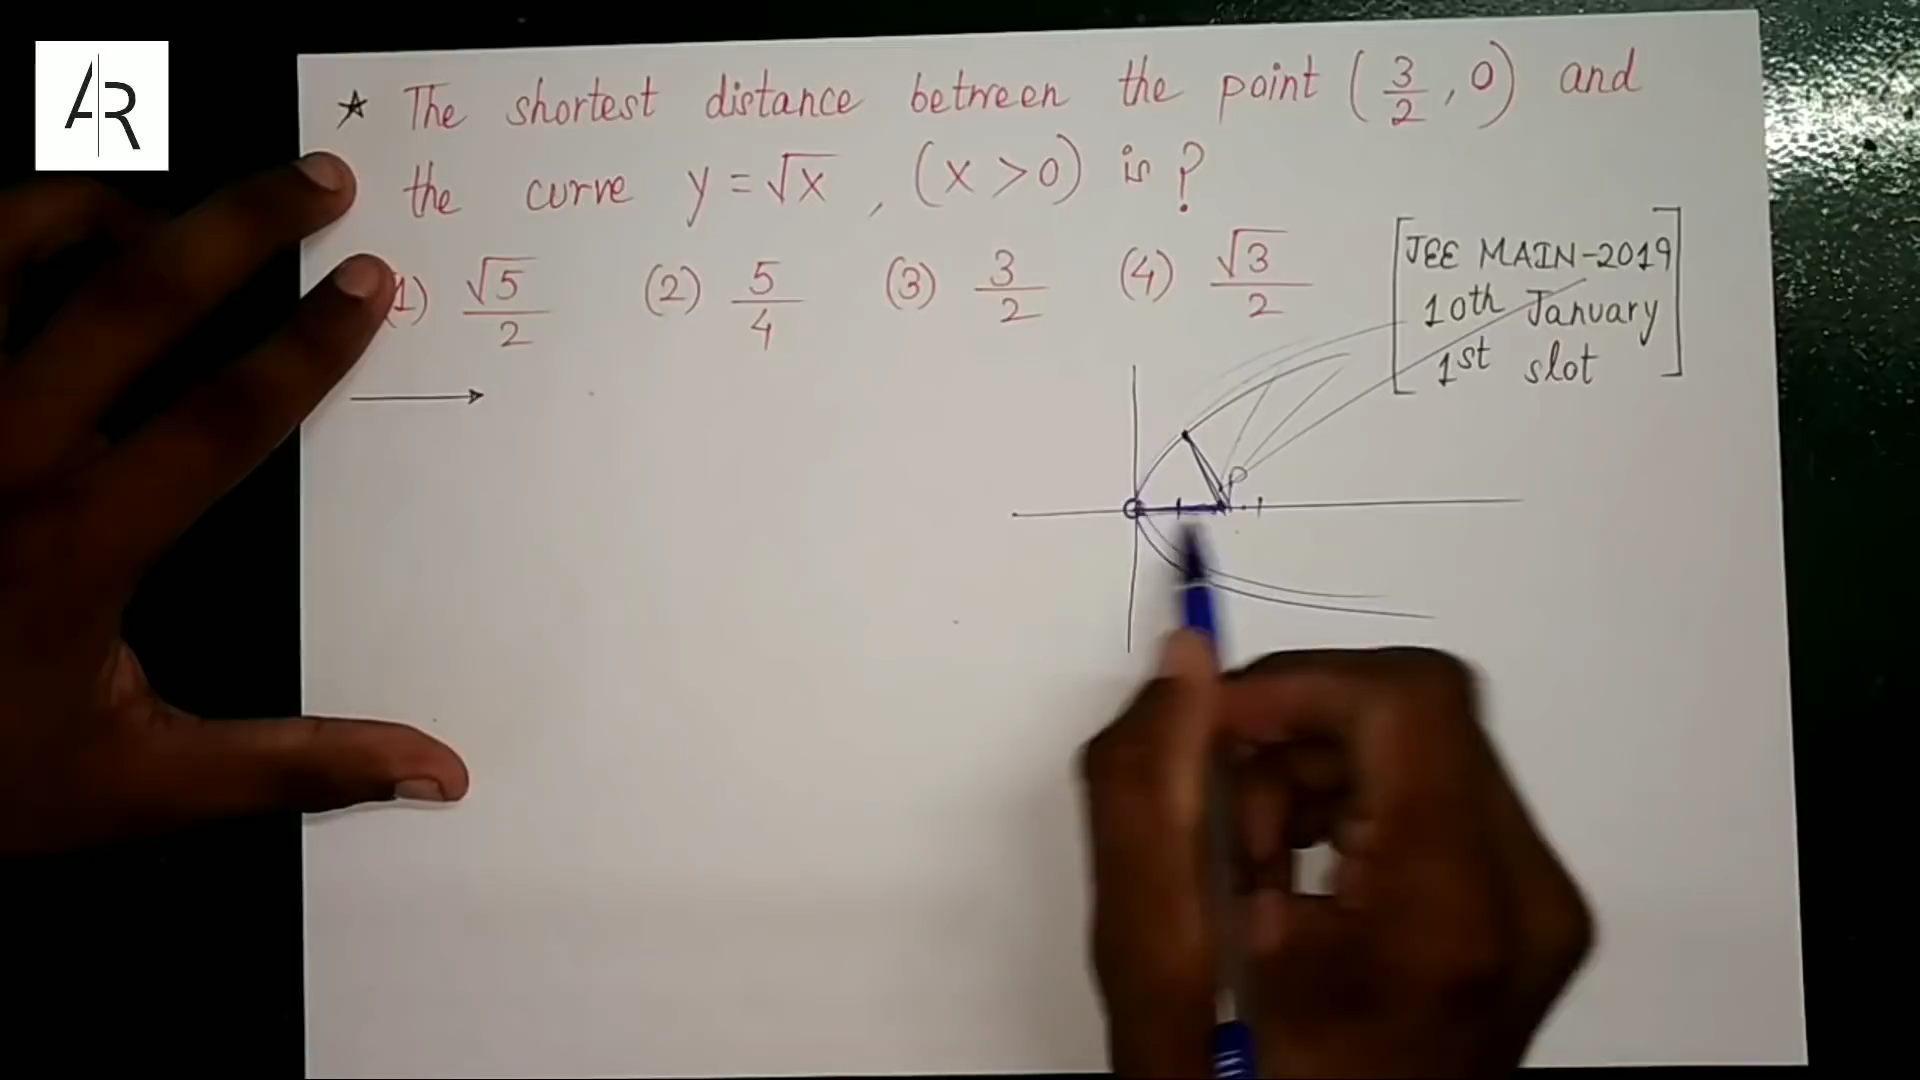 AR
★ The shortest distance between the point (3/2, 0) and
the curve y = √x , (x > 0) is ?
(1) √5/2 (2) 5/4 (3) 3/2 (4) √3/2
[JEE MAIN-2019
10th January
1st slot]
P